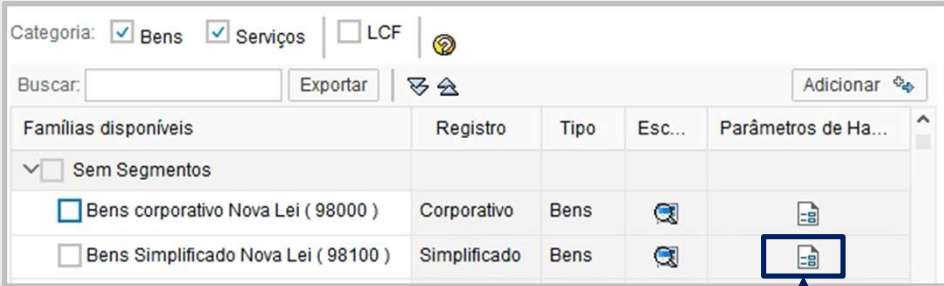 Categoria: Bens Serviços LCF
Buscar: Exportar Adicionar
Famílias disponíveis Registro Tipo Esc... Parâmetros de Ha...
Sem Segmentos
Bens corporativo Nova Lei ( 98000 ) Corporativo Bens
Bens Simplificado Nova Lei ( 98100 ) Simplificado Bens